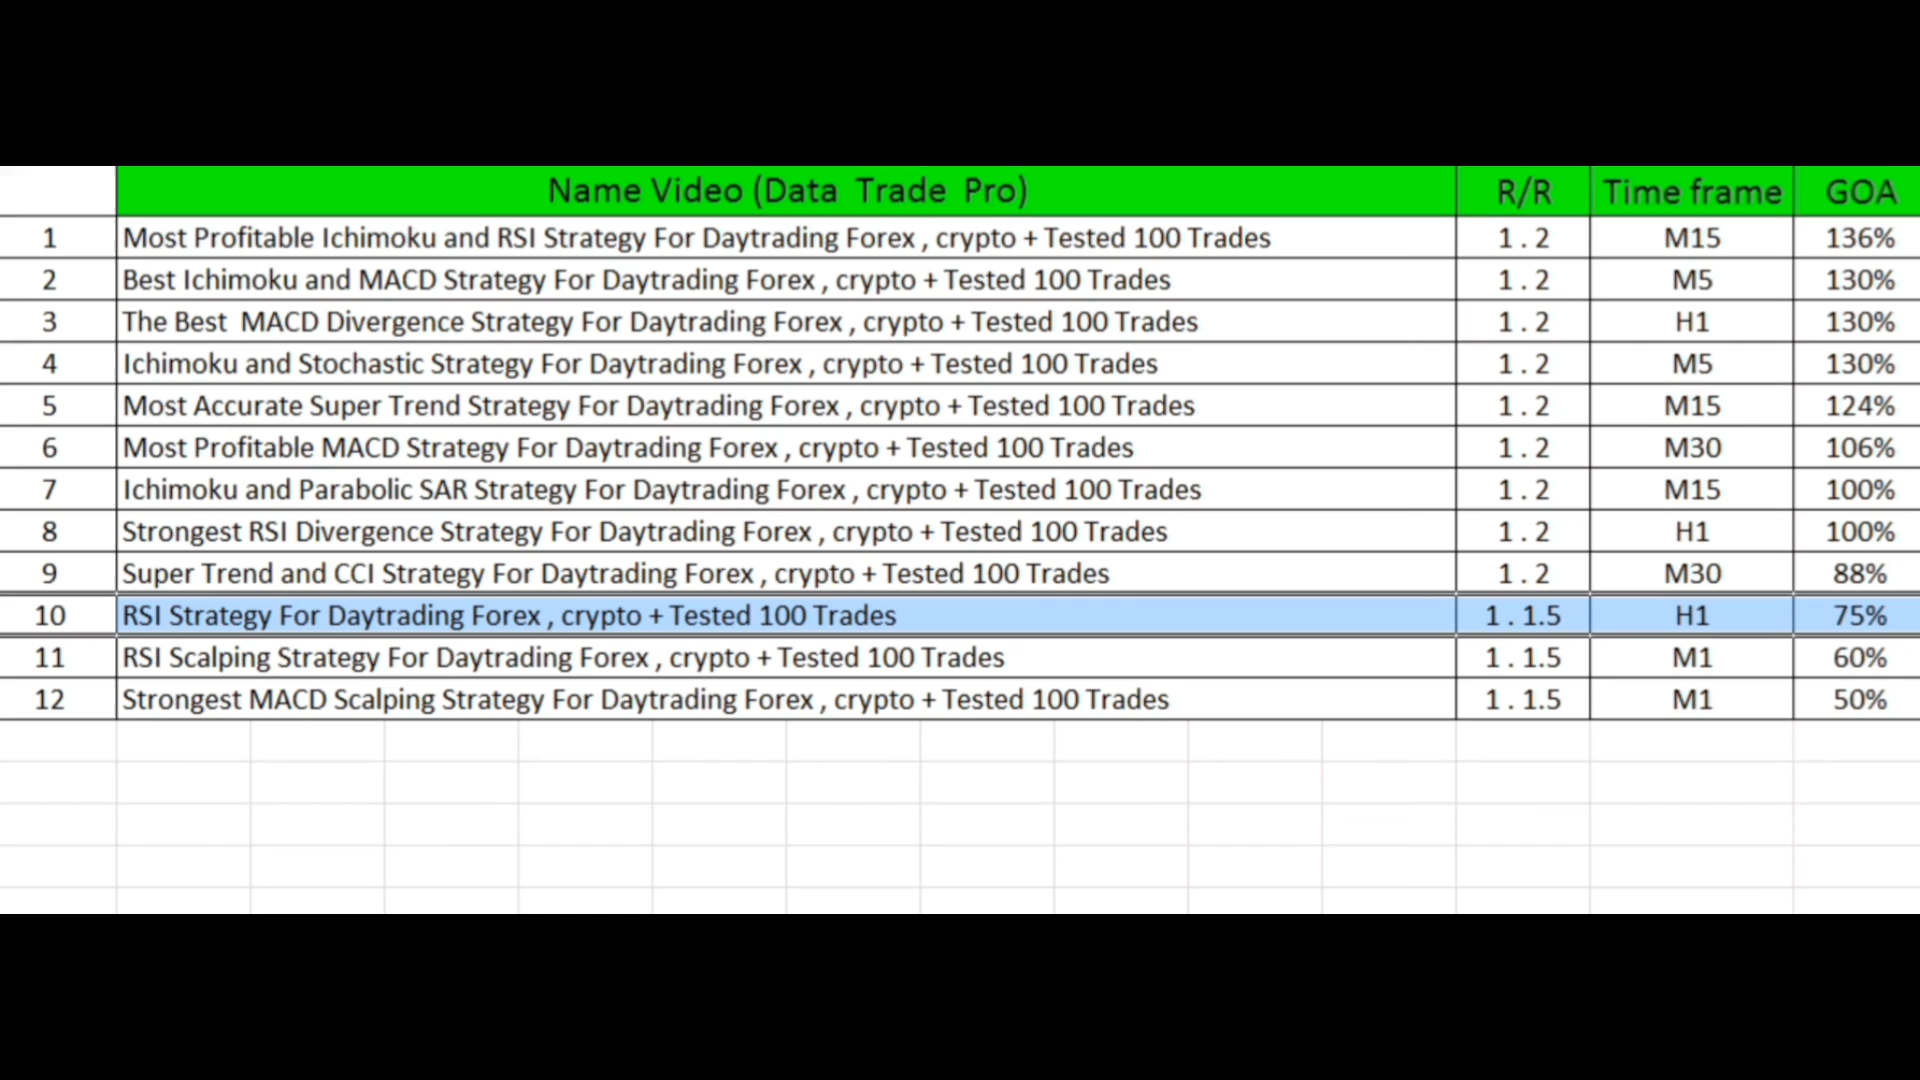 Name Video (Data Trade Pro) R/R Time frame GOA
1 Most Profitable Ichimoku and RSI Strategy For Daytrading Forex , crypto + Tested 100 Trades 1 . 2 M15 136%
2 Best Ichimoku and MACD Strategy For Daytrading Forex , crypto + Tested 100 Trades 1 . 2 M5 130%
3 The Best MACD Divergence Strategy For Daytrading Forex , crypto + Tested 100 Trades 1 . 2 H1 130%
4 Ichimoku and Stochastic Strategy For Daytrading Forex , crypto + Tested 100 Trades 1 . 2 M5 130%
5 Most Accurate Super Trend Strategy For Daytrading Forex , crypto + Tested 100 Trades 1 . 2 M15 124%
6 Most Profitable MACD Strategy For Daytrading Forex , crypto + Tested 100 Trades 1 . 2 M30 106%
7 Ichimoku and Parabolic SAR Strategy For Daytrading Forex , crypto + Tested 100 Trades 1 . 2 M15 100%
8 Strongest RSI Divergence Strategy For Daytrading Forex , crypto + Tested 100 Trades 1 . 2 H1 100%
9 Super Trend and CCI Strategy For Daytrading Forex , crypto + Tested 100 Trades 1 . 2 M30 88%
10 RSI Strategy For Daytrading Forex , crypto + Tested 100 Trades 1 . 1.5 H1 75%
11 RSI Scalping Strategy For Daytrading Forex , crypto + Tested 100 Trades 1 . 1.5 M1 60%
12 Strongest MACD Scalping Strategy For Daytrading Forex , crypto + Tested 100 Trades 1 . 1.5 M1 50%